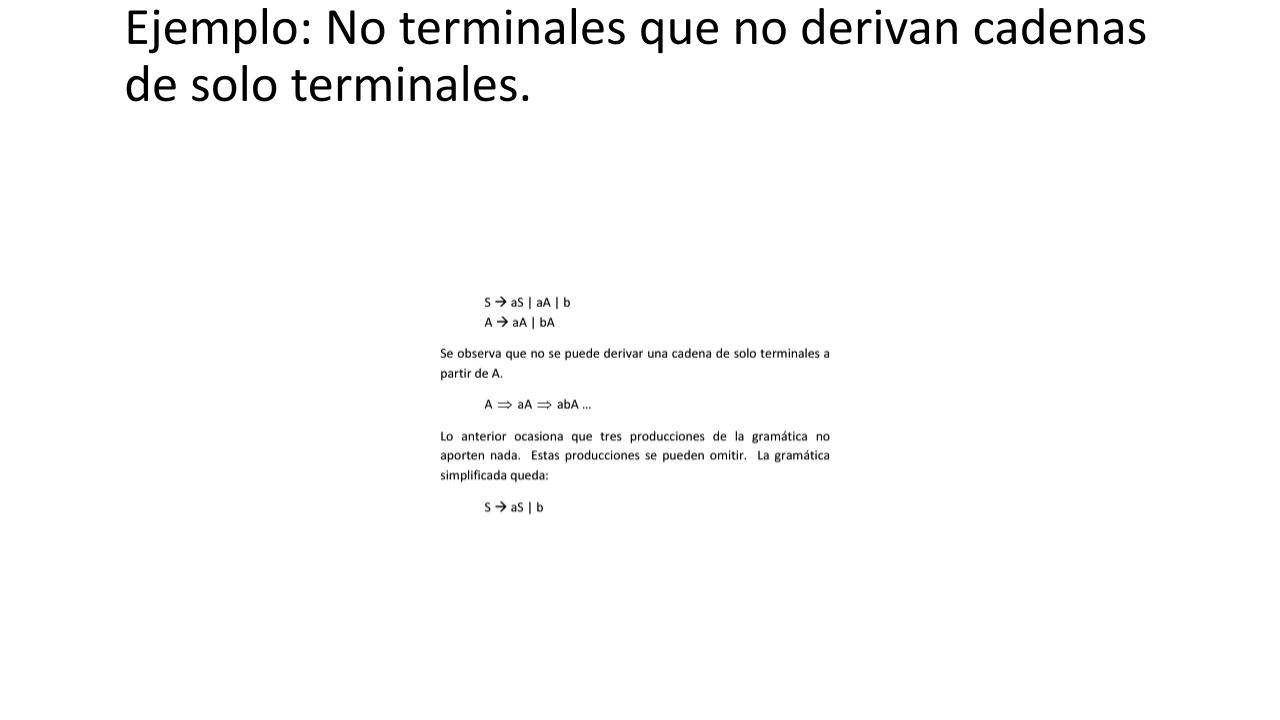 Ejemplo: No terminales que no derivan cadenas
de solo terminales.
S → aS | aA | b
A → aA | bA
Se observa que no se puede derivar una cadena de solo terminales a
partir de A.
A ⇒ aA ⇒ abA ...
Lo anterior ocasiona que tres producciones de la gramática no
aporten nada. Estas producciones se pueden omitir. La gramática
simplificada queda:
S → aS | b